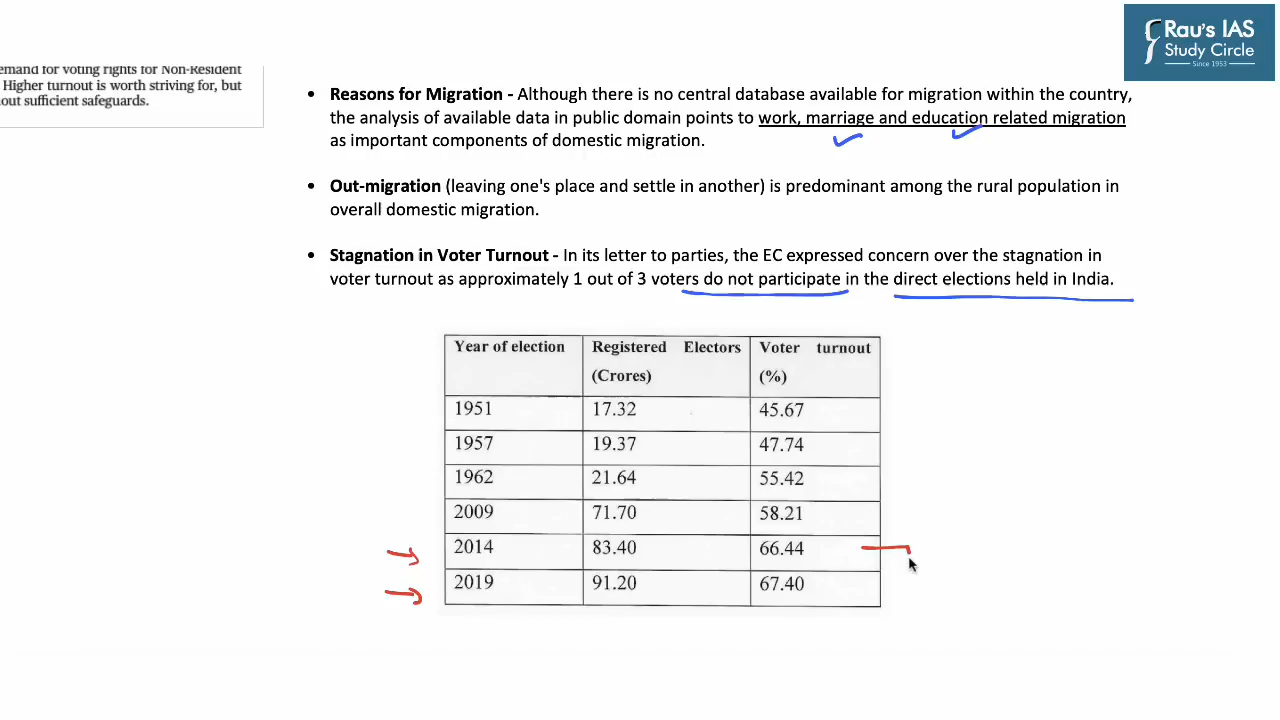 Rau's IAS
Study Circle
Since 1953
emand for voting rights for Non-Resident
Higher turnout is worth striving for, but
out sufficient safeguards.
• Reasons for Migration - Although there is no central database available for migration within the country,
the analysis of available data in public domain points to work, marriage and education related migration
as important components of domestic migration.
• Out-migration (leaving one's place and settle in another) is predominant among the rural population in
overall domestic migration.
• Stagnation in Voter Turnout - In its letter to parties, the EC expressed concern over the stagnation in
voter turnout as approximately 1 out of 3 voters do not participate in the direct elections held in India.
Year of election Registered Electors Voter turnout
(Crores) (%)
1951 17.32 45.67
1957 19.37 47.74
1962 21.64 55.42
2009 71.70 58.21
2014 83.40 66.44
2019 91.20 67.40